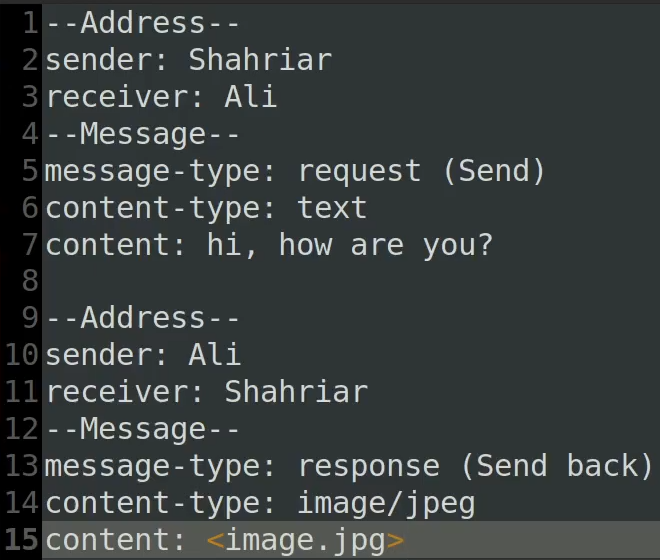 1 --Address--
2 sender: Shahriar
3 receiver: Ali
4 --Message--
5 message-type: request (Send)
6 content-type: text
7 content: hi, how are you?
8
9 --Address--
10 sender: Ali
11 receiver: Shahriar
12 --Message--
13 message-type: response (Send back)
14 content-type: image/jpeg
15 content: <image.jpg>